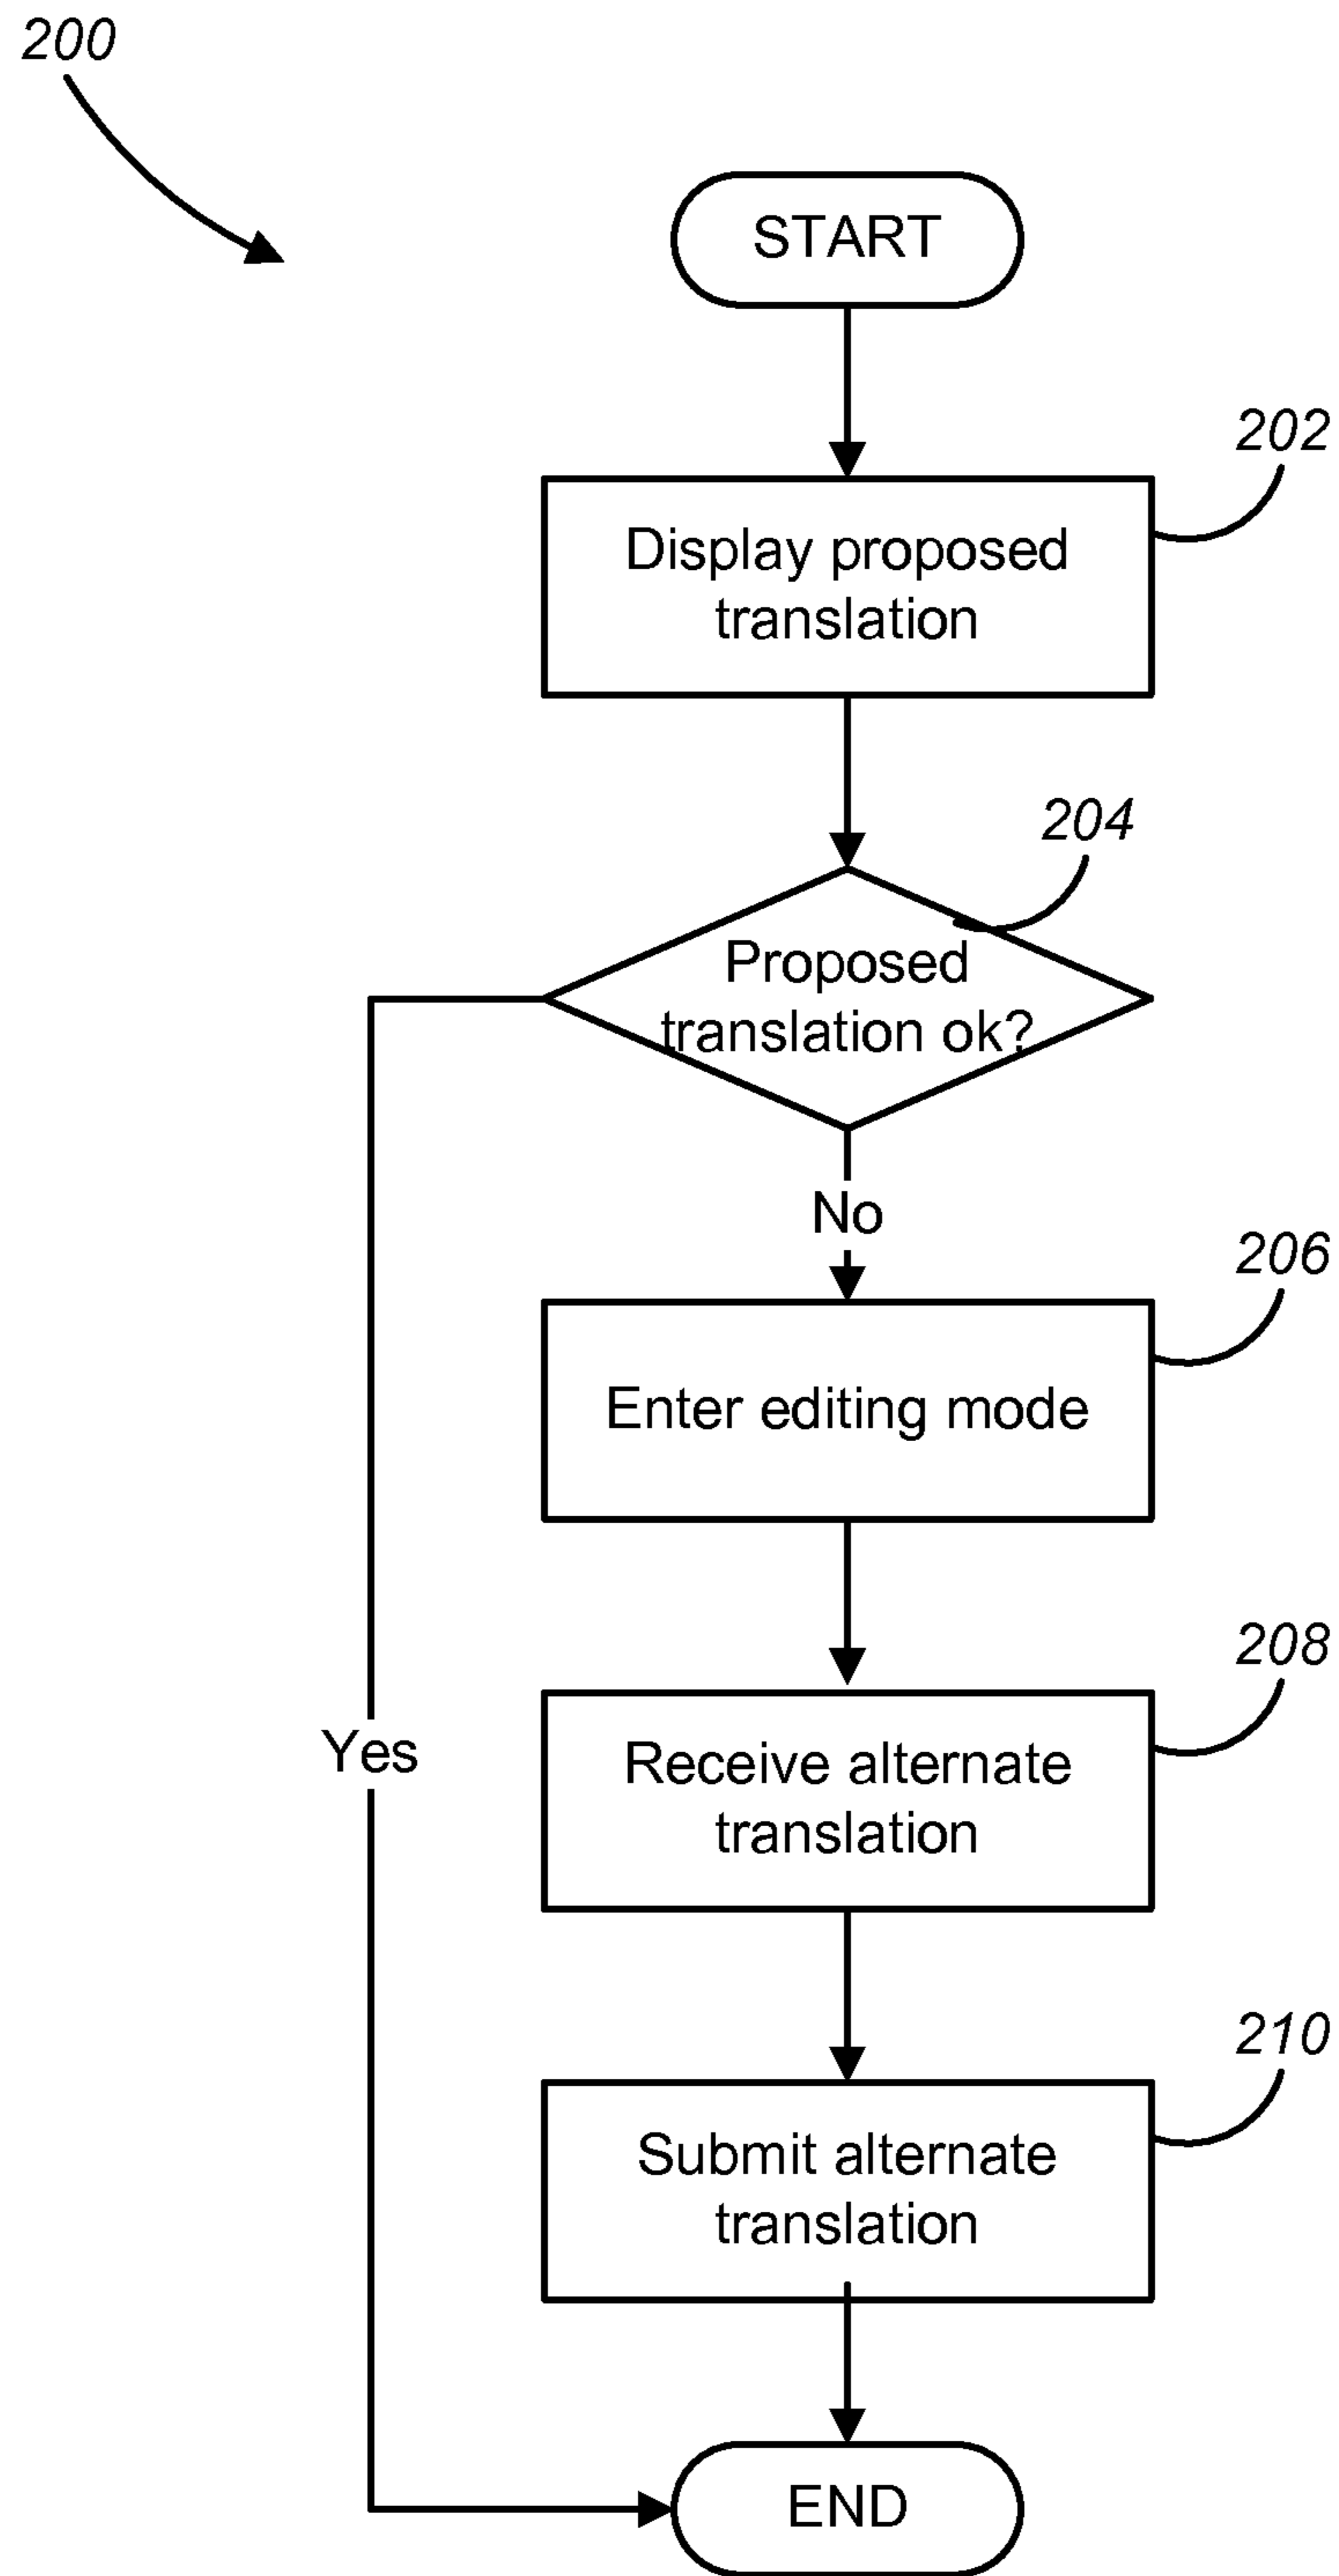 200
START
202
Display proposed
translation
204
Proposed
translation ok?
No
206
Enter editing mode
208
Yes
Receive alternate
translation
210
Submit alternate
translation
END